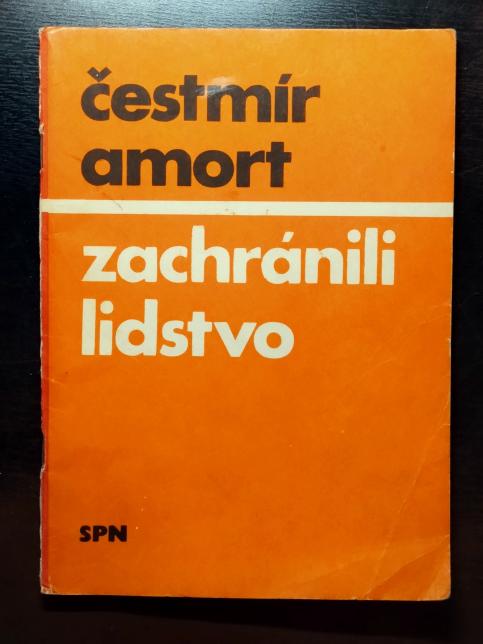 čestmír
amort
zachránili
lidstvo
SPN